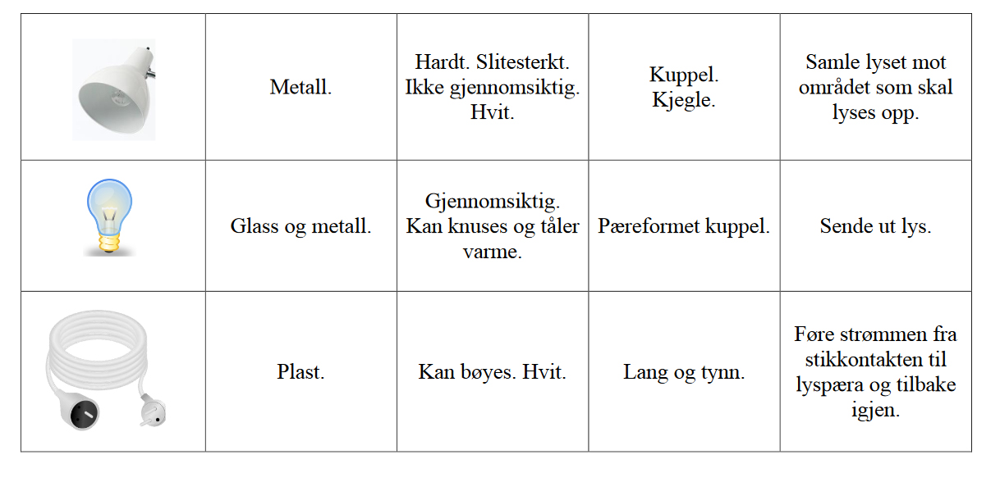 Metall.
Hardt. Slitesterkt.
Ikke gjennomsiktig.
Hvit.
Kuppel.
Kjegle.
Samle lyset mot
området som skal
lyses opp.
Glass og metall.
Gjennomsiktig.
Kan knuses og tåler
varme.
Pæreformet kuppel.
Sende ut lys.
Plast.
Kan bøyes. Hvit.
Lang og tynn.
Føre strømmen fra
stikkontakten til
lyspæra og tilbake
igjen.